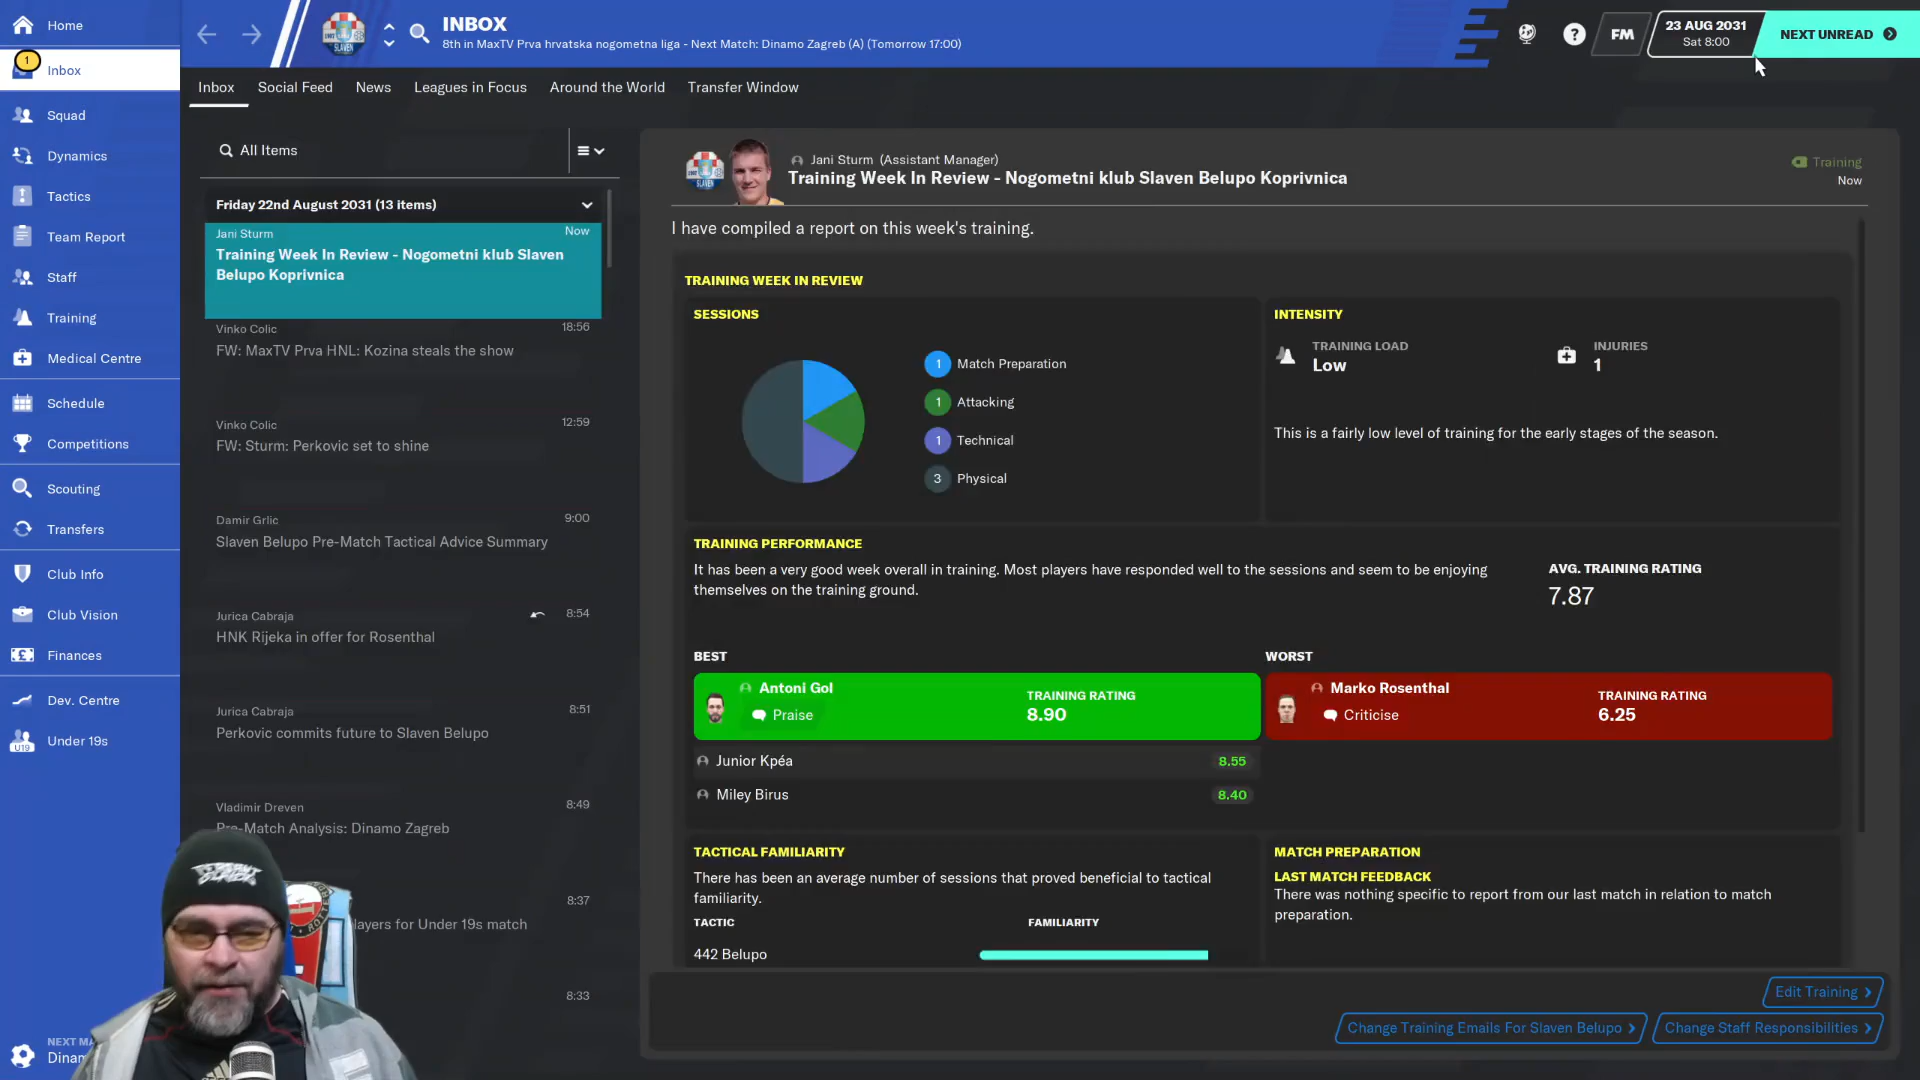 Home
INBOX
8th in MaxTV Prva hrvatska nogometna liga - Next Match: Dinamo Zagreb (A) (Tomorrow 17:00)
FM
23 AUG 2031
Sat 8:00
NEXT UNREAD
1
Inbox
Squad
Dynamics
Tactics
Team Report
Staff
Training
Medical Centre
Schedule
Competitions
Scouting
Transfers
Club Info
Club Vision
Finances
Dev. Centre
U19
Under 19s
Inbox
Social Feed
News
Leagues in Focus
Around the World
Transfer Window
All Items
Friday 22nd August 2031 (13 items)
Jani Sturm
Now
Training Week In Review - Nogometni klub Slaven
Belupo Koprivnica
Vinko Colic
18:56
FW: MaxTV Prva HNL: Kozina steals the show
Vinko Colic
12:59
FW: Sturm: Perkovic set to shine
Damir Grlic
9:00
Slaven Belupo Pre-Match Tactical Advice Summary
Jurica Cabraja
8:54
HNK Rijeka in offer for Rosenthal
Jurica Cabraja
8:51
Perkovic commits future to Slaven Belupo
Vladimir Dreven
8:49
Pre-Match Analysis: Dinamo Zagreb
8:37
layers for Under 19s match
8:33
Jani Sturm (Assistant Manager)
Training Week In Review - Nogometni klub Slaven Belupo Koprivnica
Training
Now
I have compiled a report on this week's training.
TRAINING WEEK IN REVIEW
SESSIONS
1 Match Preparation
1 Attacking
1 Technical
3 Physical
INTENSITY
TRAINING LOAD
Low
INJURIES
1
This is a fairly low level of training for the early stages of the season.
TRAINING PERFORMANCE
It has been a very good week overall in training. Most players have responded well to the sessions and seem to be enjoying
themselves on the training ground.
AVG. TRAINING RATING
7.87
BEST
Antoni Gol
Praise
TRAINING RATING
8.90
Junior Kpéa
8.55
Miley Birus
8.40
WORST
Marko Rosenthal
Criticise
TRAINING RATING
6.25
TACTICAL FAMILIARITY
There has been an average number of sessions that proved beneficial to tactical
familiarity.
TACTIC
FAMILIARITY
442 Belupo
MATCH PREPARATION
LAST MATCH FEEDBACK
There was nothing specific to report from our last match in relation to match
preparation.
Edit Training
Change Training Emails For Slaven Belupo
Change Staff Responsibilities
NEXT MA
Dinam